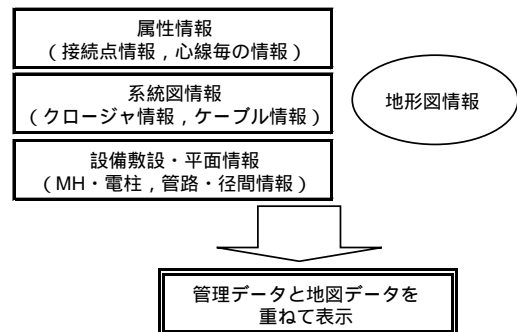 属性情報
（接続点情報，心線毎の情報）
系統図情報
（クロージャ情報，ケーブル情報）
地形図情報
設備敷設・平面情報
（MH・電柱，管路・径間情報）
管理データと地図データを
重ねて表示